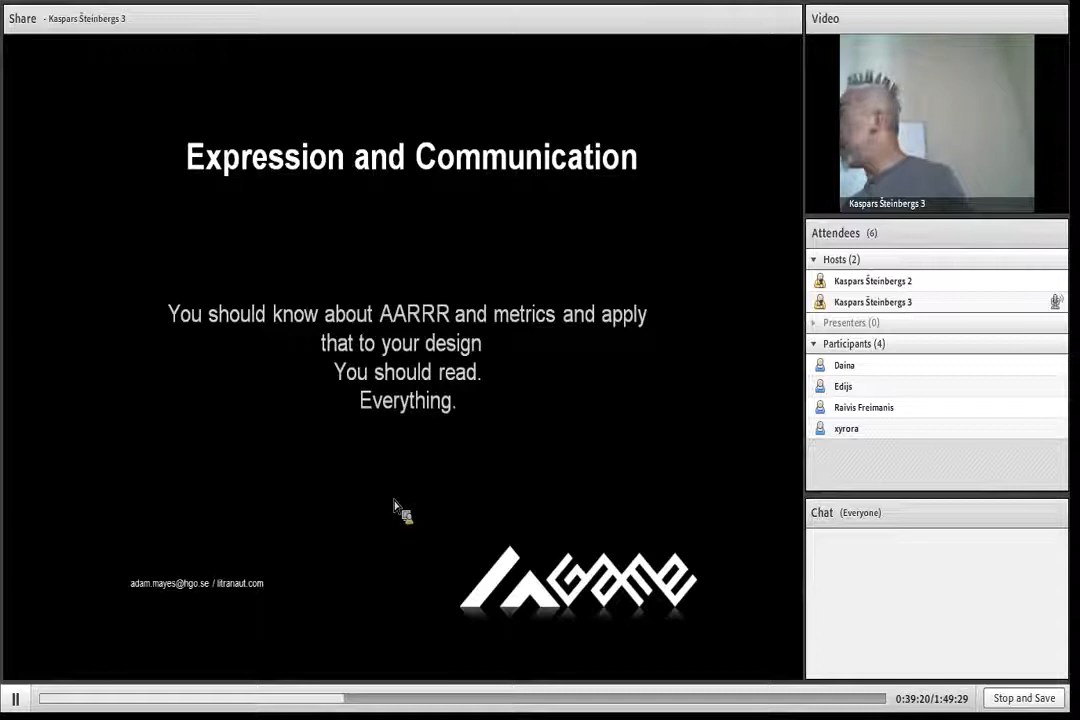 Share - Kaspars Šteinbergs 3
Expression and Communication
You should know about AARRR and metrics and apply
that to your design
You should read.
Everything.
adam.mayes@hgo.se / litranaut.com
GAME
Video
Kaspars Šteinbergs 3
Attendees (6)
Hosts (2)
Kaspars Šteinbergs 2
Kaspars Šteinbergs 3
Presenters (0)
Participants (4)
Daina
Edijs
Raivis Freimanis
xyrora
Chat (Everyone)
0:39:20/1:49:29
Stop and Save